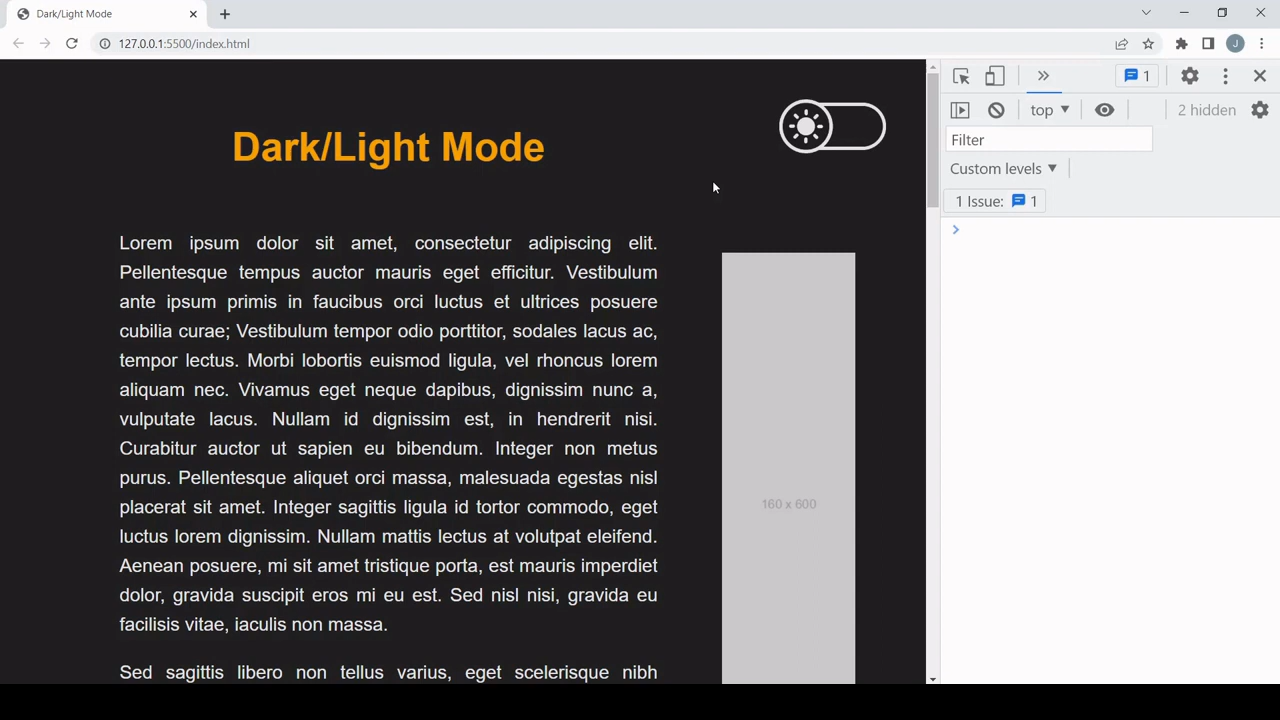 Dark/Light Mode
127.0.0.1:5500/index.html
J
1
top
2 hidden
Filter
Custom levels
1 Issue: 1
Dark/Light Mode
Lorem ipsum dolor sit amet, consectetur adipiscing elit.
Pellentesque tempus auctor mauris eget efficitur. Vestibulum
ante ipsum primis in faucibus orci luctus et ultrices posuere
cubilia curae; Vestibulum tempor odio porttitor, sodales lacus ac,
tempor lectus. Morbi lobortis euismod ligula, vel rhoncus lorem
aliquam nec. Vivamus eget neque dapibus, dignissim nunc a,
vulputate lacus. Nullam id dignissim est, in hendrerit nisi.
Curabitur auctor ut sapien eu bibendum. Integer non metus
purus. Pellentesque aliquet orci massa, malesuada egestas nisl
placerat sit amet. Integer sagittis ligula id tortor commodo, eget
luctus lorem dignissim. Nullam mattis lectus at volutpat eleifend.
Aenean posuere, mi sit amet tristique porta, est mauris imperdiet
dolor, gravida suscipit eros mi eu est. Sed nisl nisi, gravida eu
facilisis vitae, iaculis non massa.
Sed sagittis libero non tellus varius, eget scelerisque nibh
160 x 600